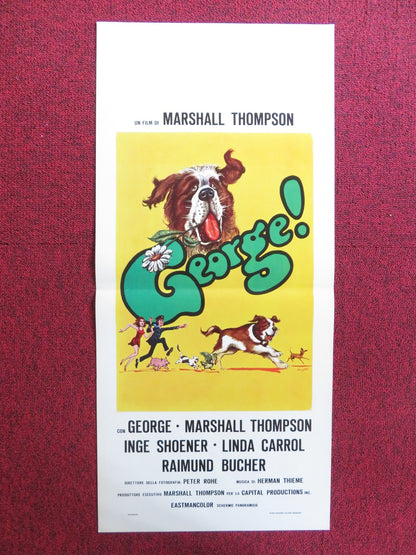 UN FILM DI MARSHALL THOMPSON
George!
CON GEORGE · MARSHALL THOMPSON
INGE SHOENER · LINDA CARROL
RAIMUND BUCHER
DIRETTORE DELLA FOTOGRAFIA: PETER ROHE MUSICA DI HERMAN THIEME
PRODUTTORE ESECUTIVO MARSHALL THOMPSON PER LA CAPITAL PRODUCTIONS INC.
EASTMANCOLOR SCHERMO PANORAMICO